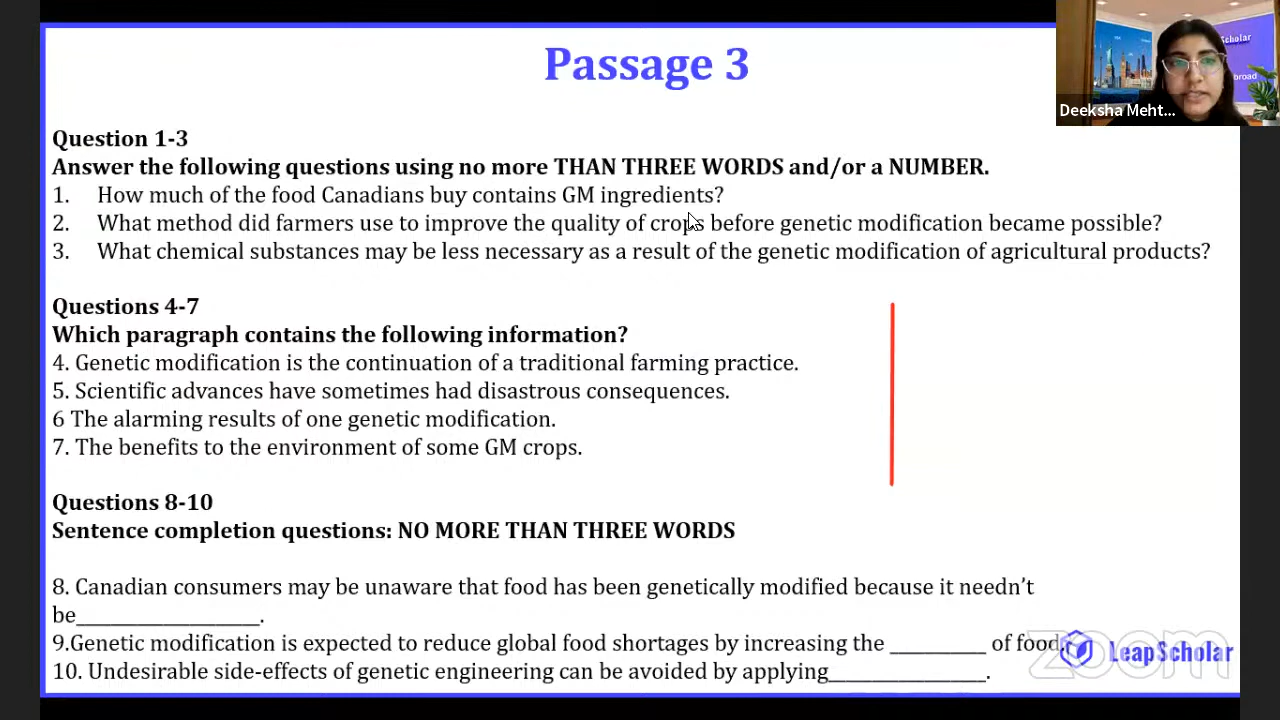 Passage 3
Scholar
broad
Deeksha Meht...
Question 1-3
Answer the following questions using no more THAN THREE WORDS and/or a NUMBER.
1. How much of the food Canadians buy contains GM ingredients?
2. What method did farmers use to improve the quality of crops before genetic modification became possible?
3. What chemical substances may be less necessary as a result of the genetic modification of agricultural products?
Questions 4-7
Which paragraph contains the following information?
4. Genetic modification is the continuation of a traditional farming practice.
5. Scientific advances have sometimes had disastrous consequences.
6 The alarming results of one genetic modification.
7. The benefits to the environment of some GM crops.
Questions 8-10
Sentence completion questions: NO MORE THAN THREE WORDS
8. Canadian consumers may be unaware that food has been genetically modified because it needn't
be__________________.
9.Genetic modification is expected to reduce global food shortages by increasing the _________ of food.
zoom
LeapScholar
10. Undesirable side-effects of genetic engineering can be avoided by applying_______________.